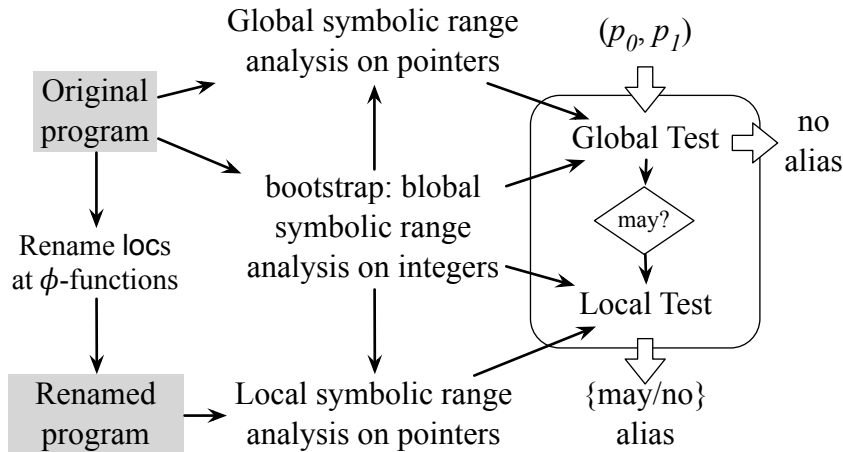 Global symbolic range
analysis on pointers
(p₀, p₁)
Original
program
Global Test
no
alias
bootstrap: blobal
symbolic range
analysis on integers
may?
Rename locs
at ϕ-functions
Local Test
Renamed
program
Local symbolic range
analysis on pointers
{may/no}
alias